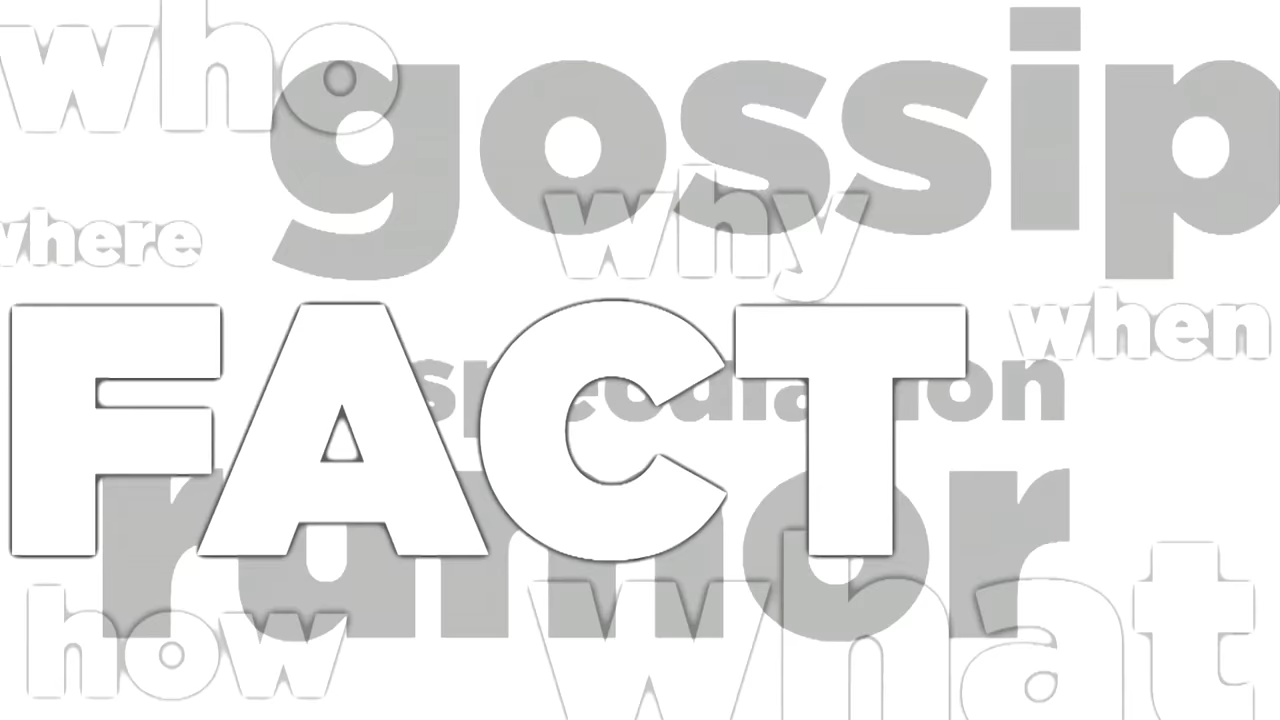 who
gossip
why
where
when
FACT
speculation
rumor
how
what